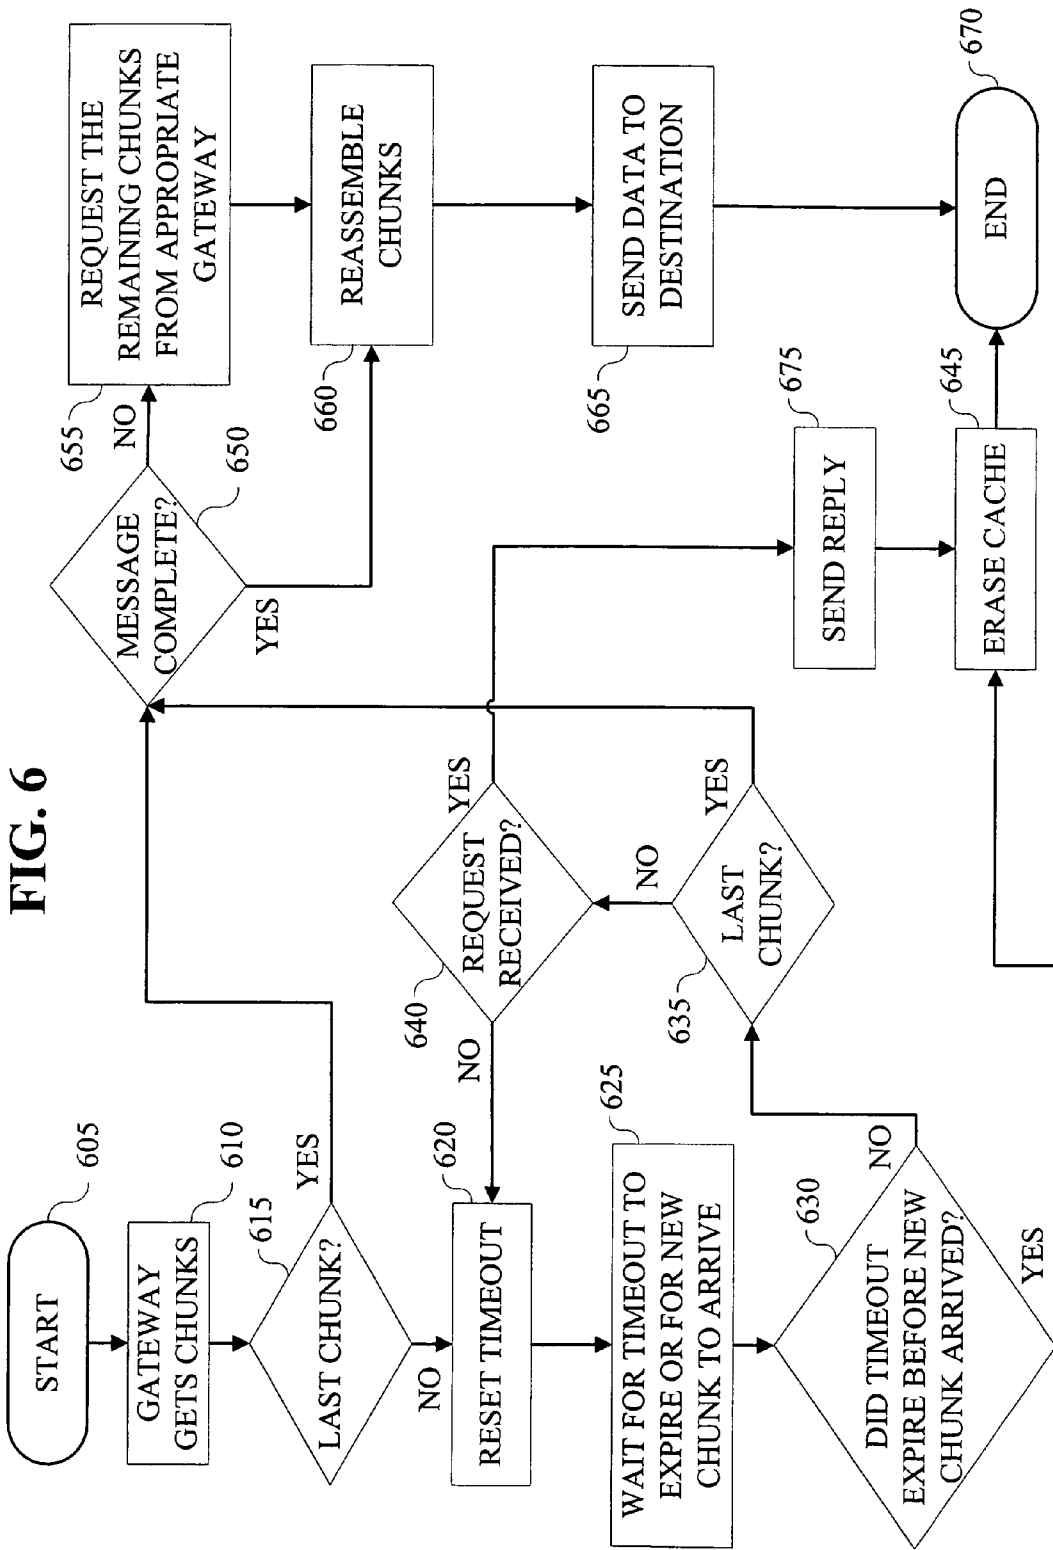 FIG. 6
START
605
GATEWAY
GETS CHUNKS
610
LAST CHUNK?
615
YES
NO
RESET TIMEOUT
620
WAIT FOR TIMEOUT TO
EXPIRE OR FOR NEW
CHUNK TO ARRIVE
625
DID TIMEOUT
EXPIRE BEFORE NEW
CHUNK ARRIVED?
630
NO
YES
LAST
CHUNK?
635
NO
YES
REQUEST
RECEIVED?
640
NO
YES
MESSAGE
COMPLETE?
650
NO
YES
REQUEST THE
REMAINING CHUNKS
FROM APPROPRIATE
GATEWAY
655
REASSEMBLE
CHUNKS
660
SEND DATA TO
DESTINATION
665
SEND REPLY
675
ERASE CACHE
645
END
670